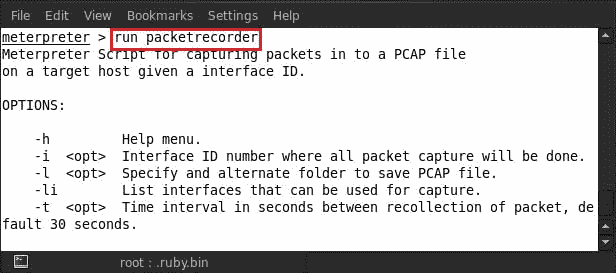 File Edit View Bookmarks Settings Help
meterpreter > run packetrecorder
Meterpreter Script for capturing packets in to a PCAP file
on a target host given a interface ID.
OPTIONS:
-h Help menu.
-i <opt> Interface ID number where all packet capture will be done.
-l <opt> Specify and alternate folder to save PCAP file.
-li List interfaces that can be used for capture.
-t <opt> Time interval in seconds between recollection of packet, de
fault 30 seconds.
root : .ruby.bin